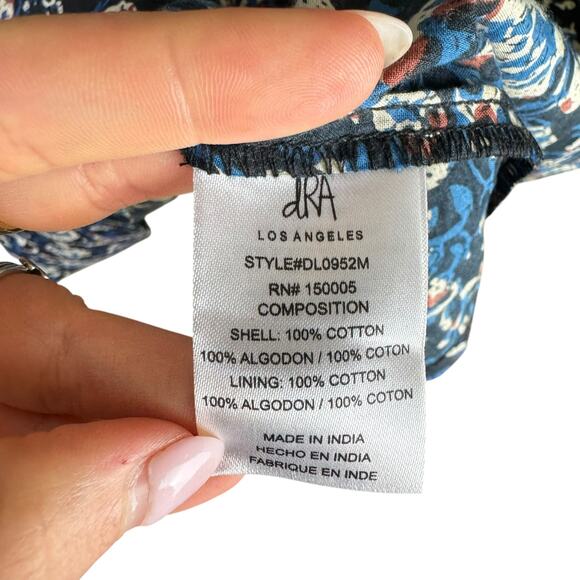 dRA
LOS ANGELES
STYLE#DL0952M
RN# 150005
COMPOSITION
SHELL: 100% COTTON
100% ALGODON / 100% COTON
LINING: 100% COTTON
100% ALGODON / 100% COTON
MADE IN INDIA
HECHO EN INDIA
FABRIQUE EN INDE